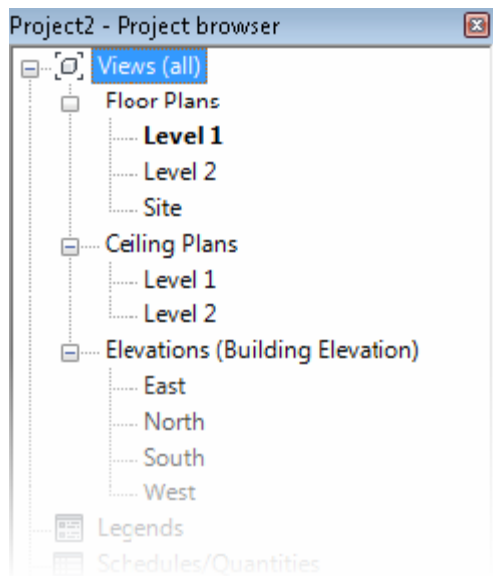 Project2 - Project browser
Views (all)
Floor Plans
Level 1
Level 2
Site
Ceiling Plans
Level 1
Level 2
Elevations (Building Elevation)
East
North
South
West
Legends
Schedules/Quantities